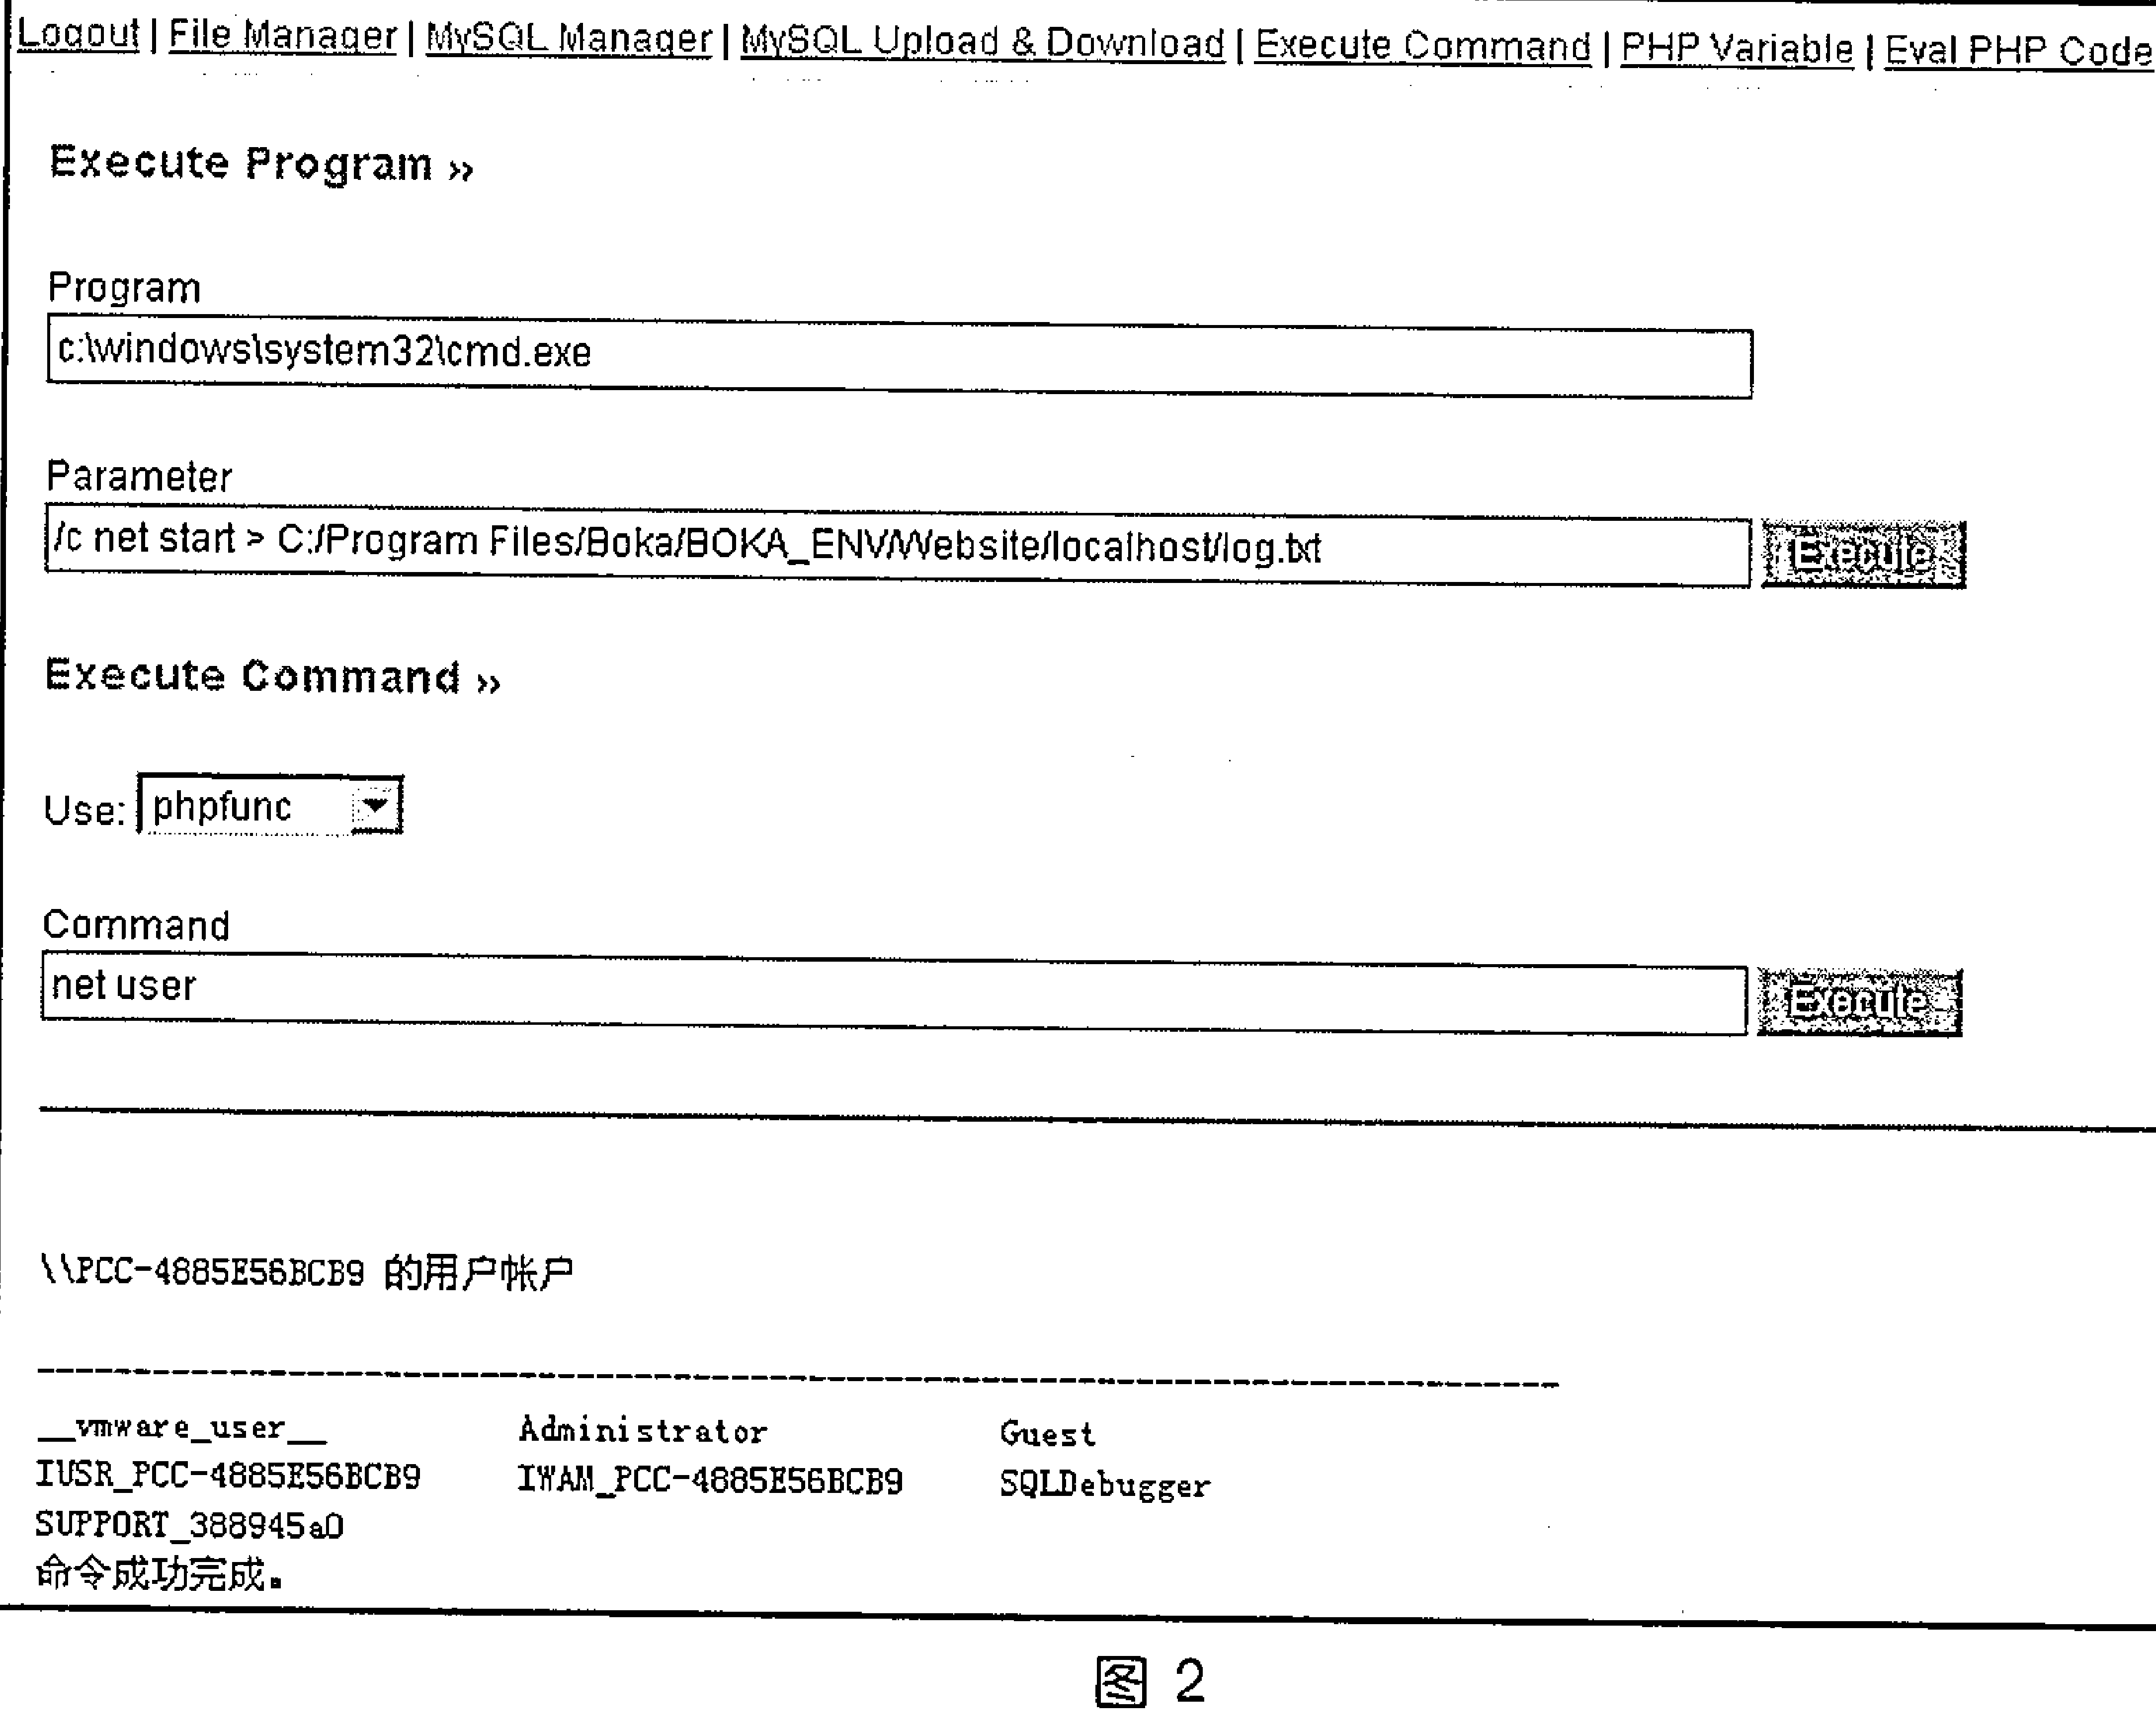 Logout | File Manager | MySQL Manager | MySQL Upload & Download | Execute Command | PHP Variable | Eval PHP Code
Execute Program »
Program
c:\windows\system32\cmd.exe
Parameter
/c net start > C:/Program Files/Boka/BOKA_ENV/Website/localhost/log.txt Execute
Execute Command »
Use: phpfunc
Command
net user Execute
\\PCC-4885E56BCB9 的用户帐户
-------------------------------------------------------------------------------
__vmware_user__ Administrator Guest
IUSR_PCC-4885E56BCB9 IWAM_PCC-4885E56BCB9 SQLDebugger
SUPPORT_388945a0
命令成功完成。
图 2